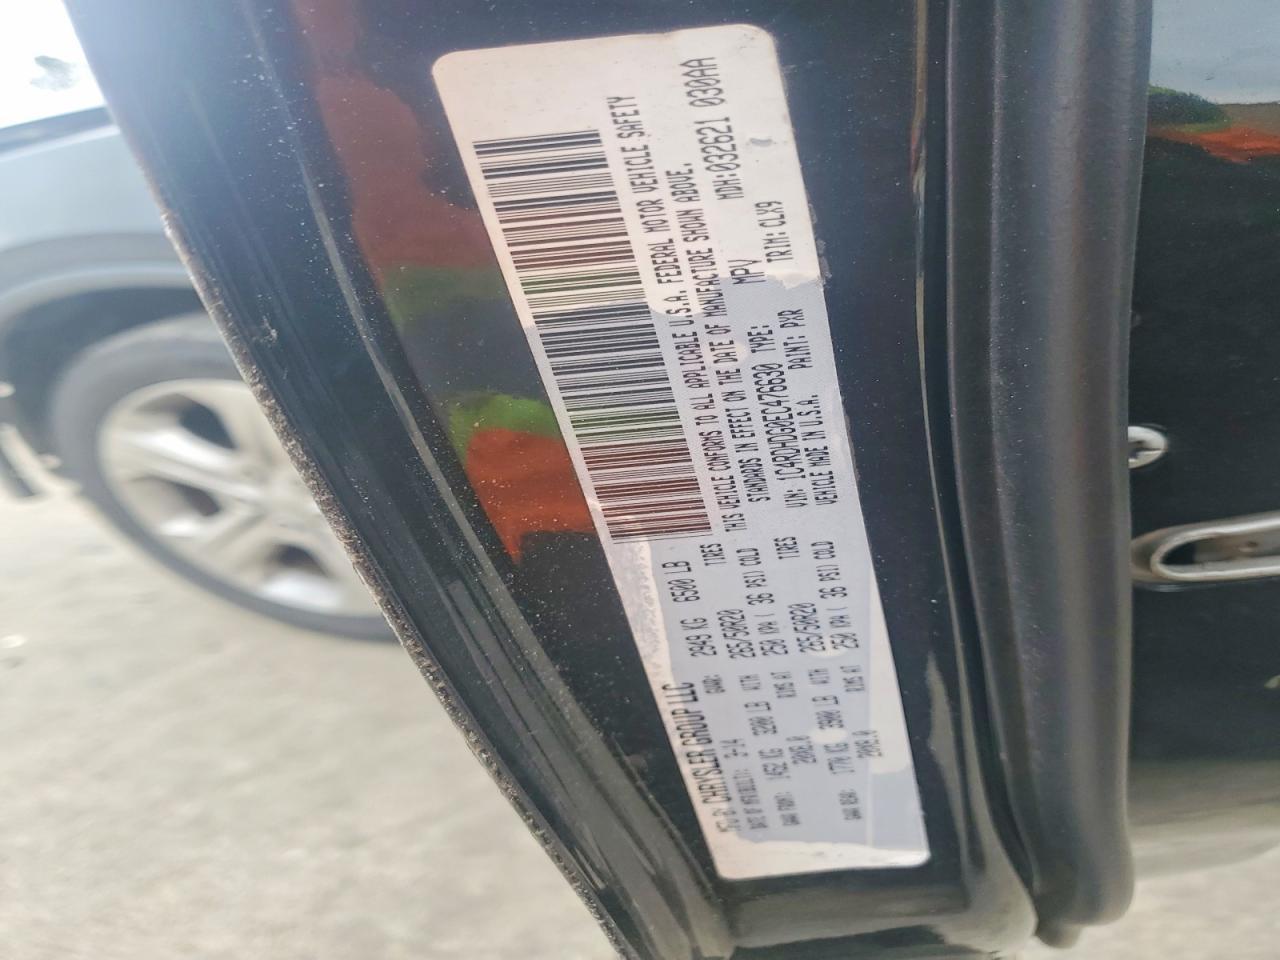 MFD BY CHRYSLER GROUP LLC
DATE OF MFR(BUILT): 3-14 GVWR: 2949 KG 6500 LB
GAWR FRONT: 1452 KG 3200 LB WITH 265/50R20 TIRES
20X8.0 RIMS AT 250 KPA ( 36 PSI) COLD
GAWR REAR: 1770 KG 3900 LB WITH 265/50R20 TIRES
20X8.0 RIMS AT 250 KPA ( 36 PSI) COLD
THIS VEHICLE CONFORMS TO ALL APPLICABLE U.S.A. FEDERAL MOTOR VEHICLE SAFETY
STANDARDS IN EFFECT ON THE DATE OF MANUFACTURE SHOWN ABOVE.
VIN: 1C4RDHDG0EC476630 TYPE: MPV MDH:032621 030AA
VEHICLE MADE IN U.S.A. PAINT: PXR TRIM: CLX9